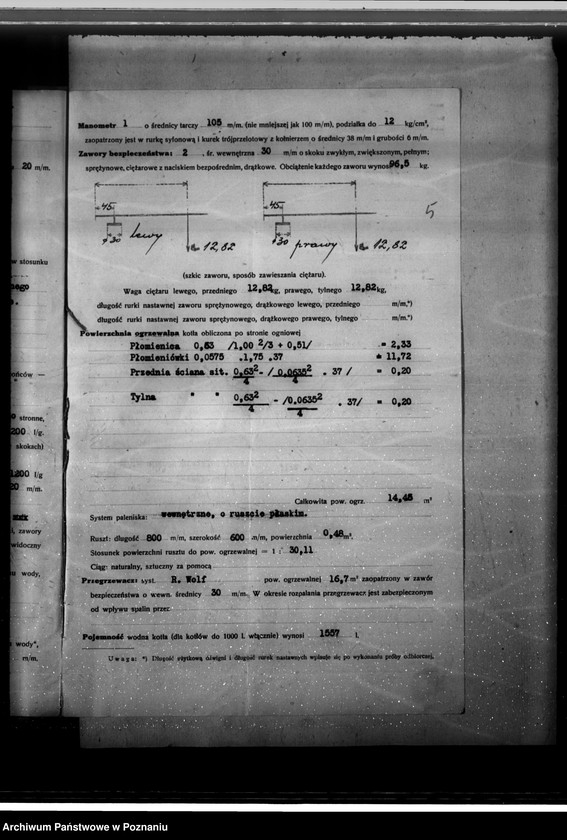 20 m/m.
w stosunku
stronne,
200 l/g.
skokach)
1.200 l/g
20 m/m.
zawory
widoczny
wody,
wody",
m/m.
Manometr 1 o średnicy tarczy 105 m/m. (nie mniejszej jak 100 m/m), podziałka do 12 kg/cm²,
zaopatrzony jest w rurkę syfonową i kurek trójprzelotowy z kołnierzem o średnicy 38 m/m i grubości 6 m/m.
Zawory bezpieczeństwa: 2 , śr. wewnętrzna 30 m/m o skoku zwykłym, zwiększonym, pełnym;
sprężynowe, ciężarowe z naciskiem bezpośrednim, drążkowe. Obciążenie każdego zaworu wynosi 96,5 kg.
45 45
5
ø30 lewy 12,82 ø30 prawy 12,82
(szkic zaworu, sposób zawieszania ciężaru).
Waga ciężaru lewego, przedniego 12,82 kg, prawego, tylnego 12,82 kg,
długość rurki nastawnej zaworu sprężynowego, drążkowego lewego, przedniego m/m,*)
długość rurki nastawnej zaworu sprężynowego, drążkowego prawego, tylnego m/m.*)
Powierzchnia ogrzewalna kotła obliczona po stronie ogniowej
Płomienica 0,63 /1,00 2/3 + 0,51/ = 2,33
Płomieniówki 0,0575 .1,75 .37 = 11,72
Przednia ściana sit. 0,63² - /0,0635² . 37 / = 0,20
4 4
Tylna " " 0,63² - /0,0635² . 37/ = 0,20
4 4
Całkowita pow. ogrz. 14,45 m²
System paleniska: wewnętrzne, o ruszcie płaskim.
Ruszt: długość 800 m/m, szerokość 600 m/m, powierzchnia 0,48 m².
Stosunek powierzchni rusztu do pow. ogrzewalnej = 1 : 30,11
Ciąg: naturalny, sztuczny za pomocą
Przegrzewacz: syst. R. Wolf pow. ogrzewalnej 16,7 m² zaopatrzony w zawór
bezpieczeństwa o wewn. średnicy 30 m/m. W okresie rozpalania przegrzewacz jest zabezpieczonym
od wpływu spalin przez
Pojemność wodna kotła (dla kotłów do 1000 l. włącznie) wynosi 1557 l.
Uwaga: *) Długość użytkową dźwigni i długość rurek nastawnych wpisuje się po wykonaniu próby odbiorczej.
Archiwum Państwowe w Poznaniu